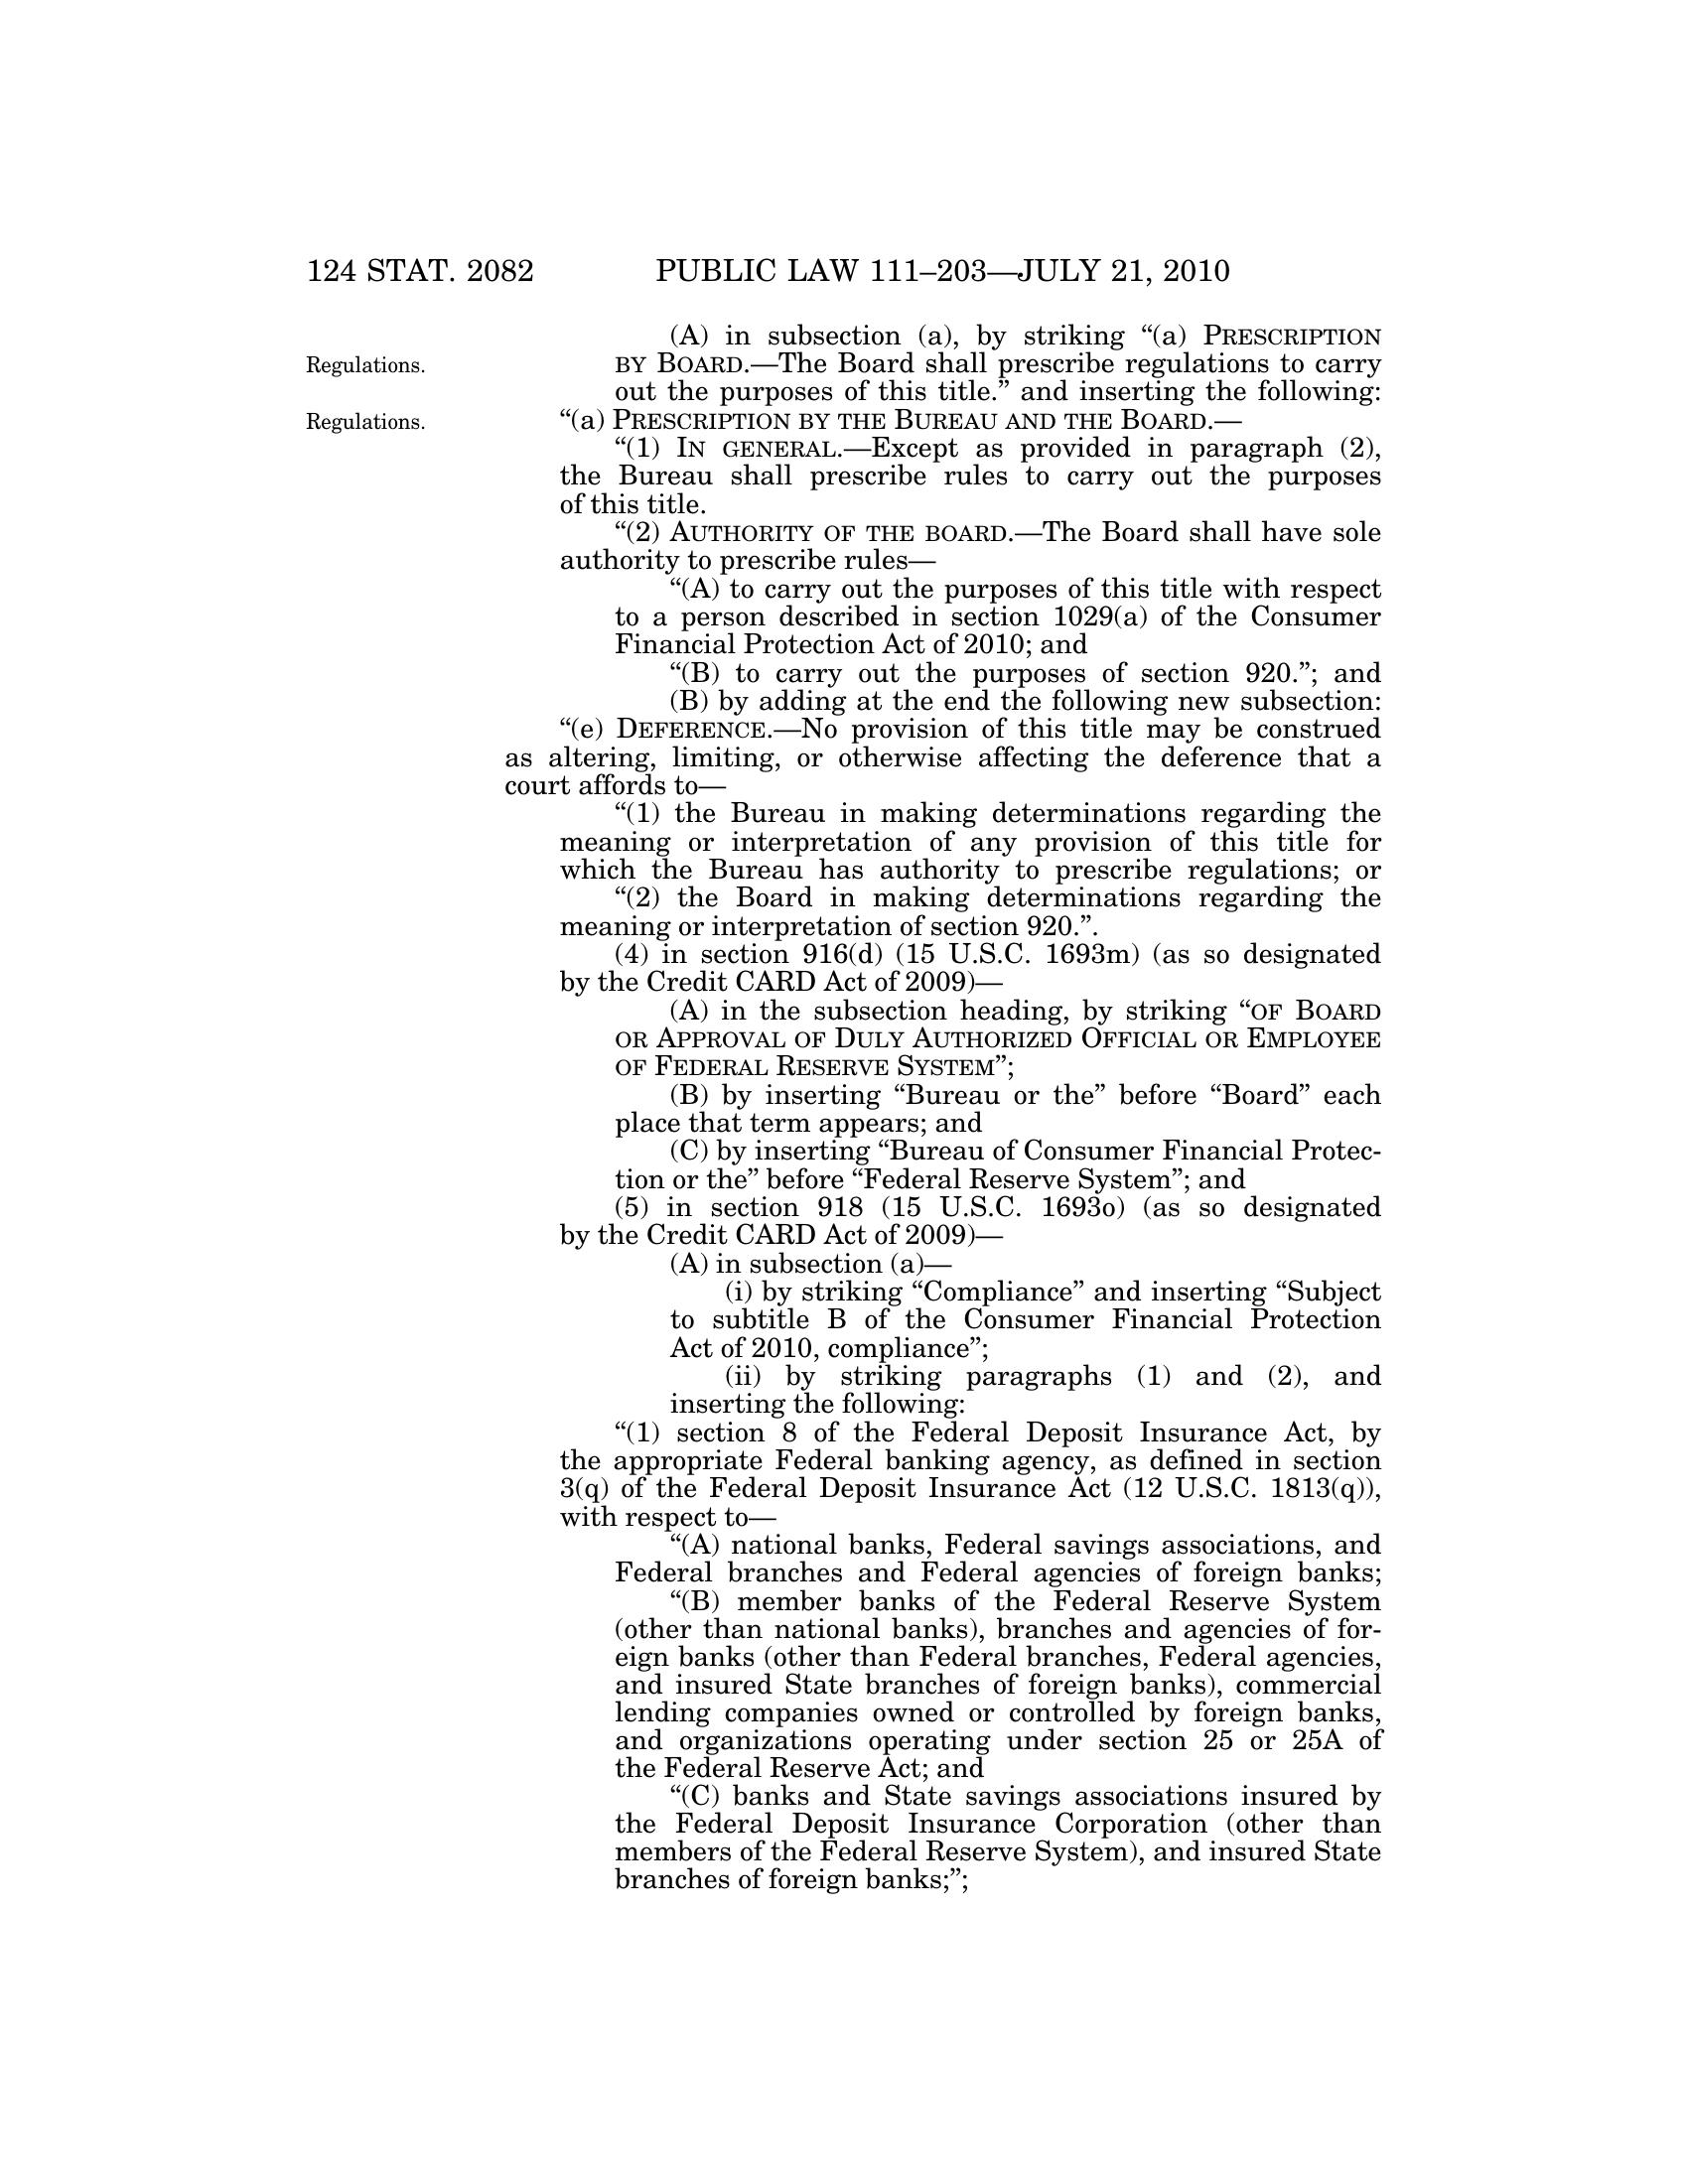 124 STAT. 2082 PUBLIC LAW 111–203—JULY 21, 2010
(A) in subsection (a), by striking “(a) PRESCRIPTION
Regulations.
BY BOARD.—The Board shall prescribe regulations to carry
out the purposes of this title.” and inserting the following:
Regulations.
“(a) PRESCRIPTION BY THE BUREAU AND THE BOARD.—
“(1) IN GENERAL.—Except as provided in paragraph (2),
the Bureau shall prescribe rules to carry out the purposes
of this title.
“(2) AUTHORITY OF THE BOARD.—The Board shall have sole
authority to prescribe rules—
“(A) to carry out the purposes of this title with respect
to a person described in section 1029(a) of the Consumer
Financial Protection Act of 2010; and
“(B) to carry out the purposes of section 920.”; and
(B) by adding at the end the following new subsection:
“(e) DEFERENCE.—No provision of this title may be construed
as altering, limiting, or otherwise affecting the deference that a
court affords to—
“(1) the Bureau in making determinations regarding the
meaning or interpretation of any provision of this title for
which the Bureau has authority to prescribe regulations; or
“(2) the Board in making determinations regarding the
meaning or interpretation of section 920.”.
(4) in section 916(d) (15 U.S.C. 1693m) (as so designated
by the Credit CARD Act of 2009)—
(A) in the subsection heading, by striking “OF BOARD
OR APPROVAL OF DULY AUTHORIZED OFFICIAL OR EMPLOYEE
OF FEDERAL RESERVE SYSTEM”;
(B) by inserting “Bureau or the” before “Board” each
place that term appears; and
(C) by inserting “Bureau of Consumer Financial Protec-
tion or the” before “Federal Reserve System”; and
(5) in section 918 (15 U.S.C. 1693o) (as so designated
by the Credit CARD Act of 2009)—
(A) in subsection (a)—
(i) by striking “Compliance” and inserting “Subject
to subtitle B of the Consumer Financial Protection
Act of 2010, compliance”;
(ii) by striking paragraphs (1) and (2), and
inserting the following:
“(1) section 8 of the Federal Deposit Insurance Act, by
the appropriate Federal banking agency, as defined in section
3(q) of the Federal Deposit Insurance Act (12 U.S.C. 1813(q)),
with respect to—
“(A) national banks, Federal savings associations, and
Federal branches and Federal agencies of foreign banks;
“(B) member banks of the Federal Reserve System
(other than national banks), branches and agencies of for-
eign banks (other than Federal branches, Federal agencies,
and insured State branches of foreign banks), commercial
lending companies owned or controlled by foreign banks,
and organizations operating under section 25 or 25A of
the Federal Reserve Act; and
“(C) banks and State savings associations insured by
the Federal Deposit Insurance Corporation (other than
members of the Federal Reserve System), and insured State
branches of foreign banks;”;